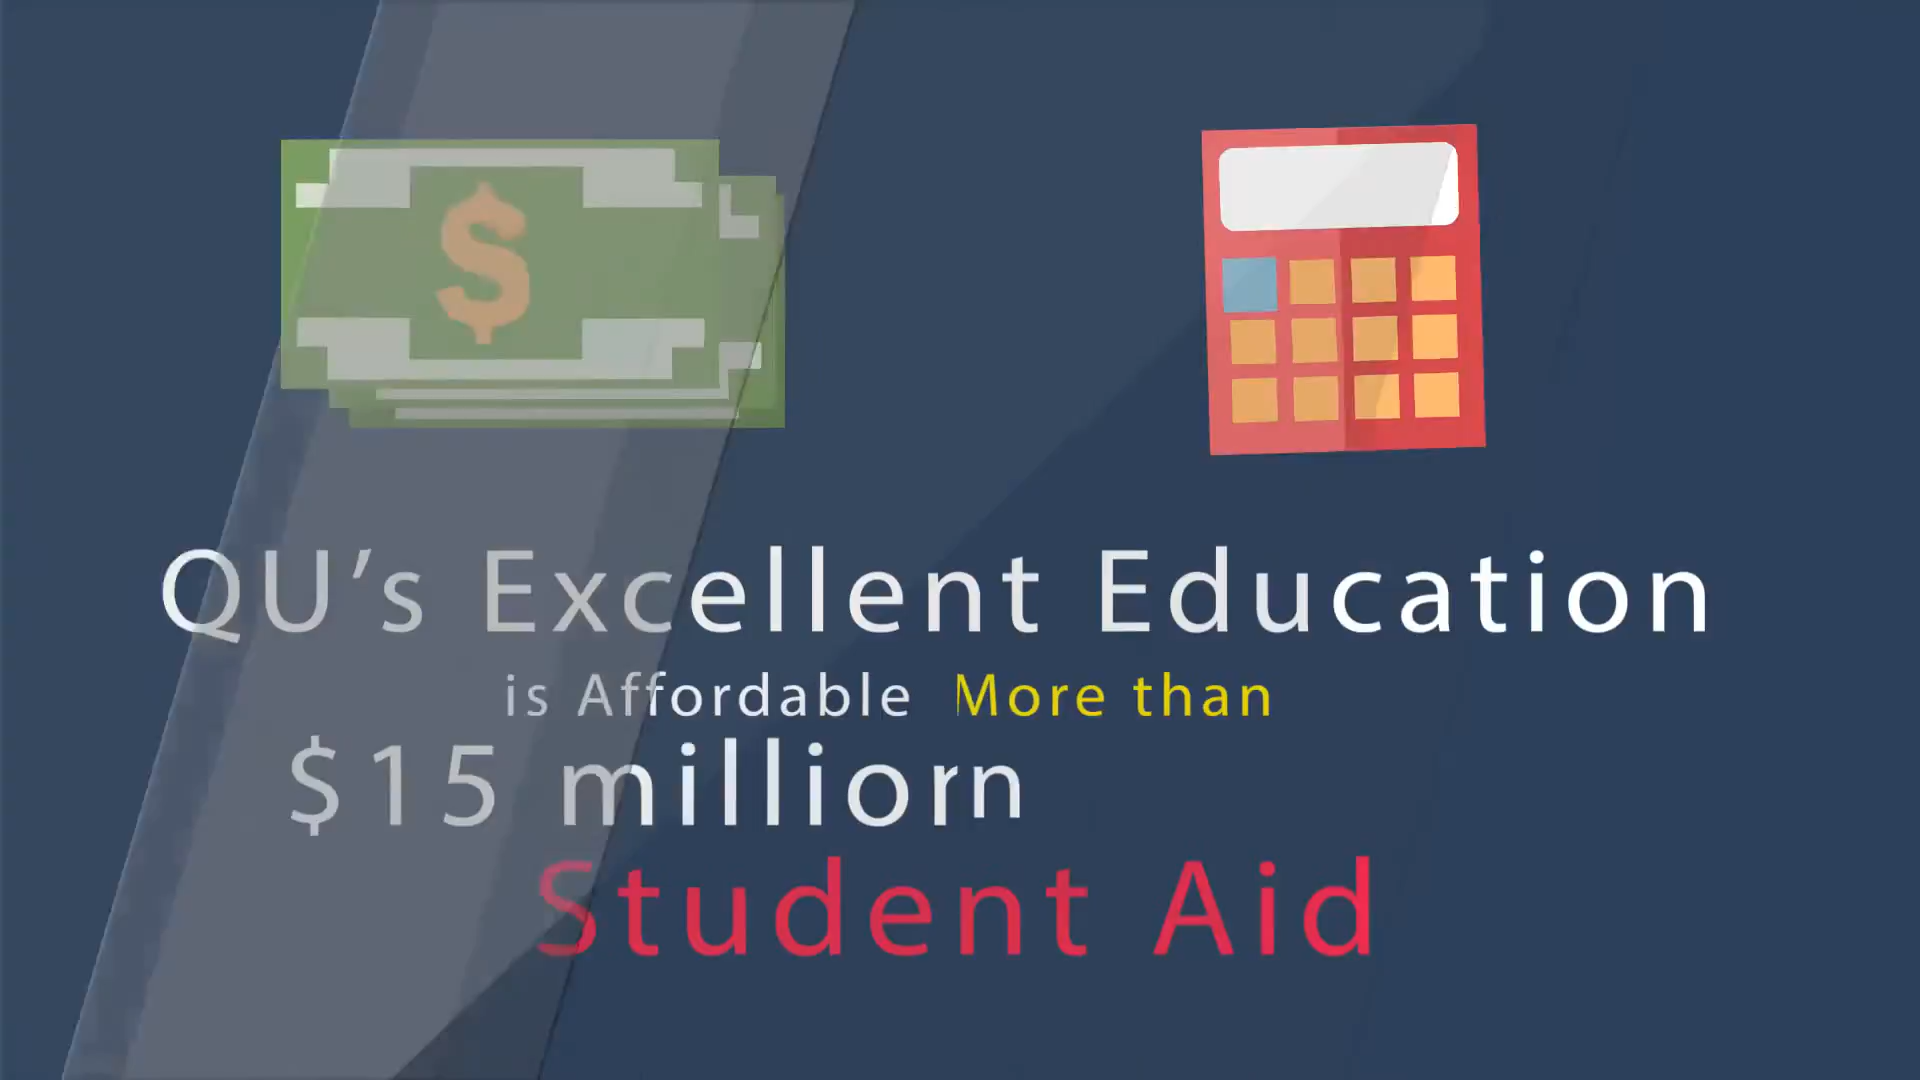 $
QU’s Excellent Education
is Affordable More than
$15 milliorn
Student Aid